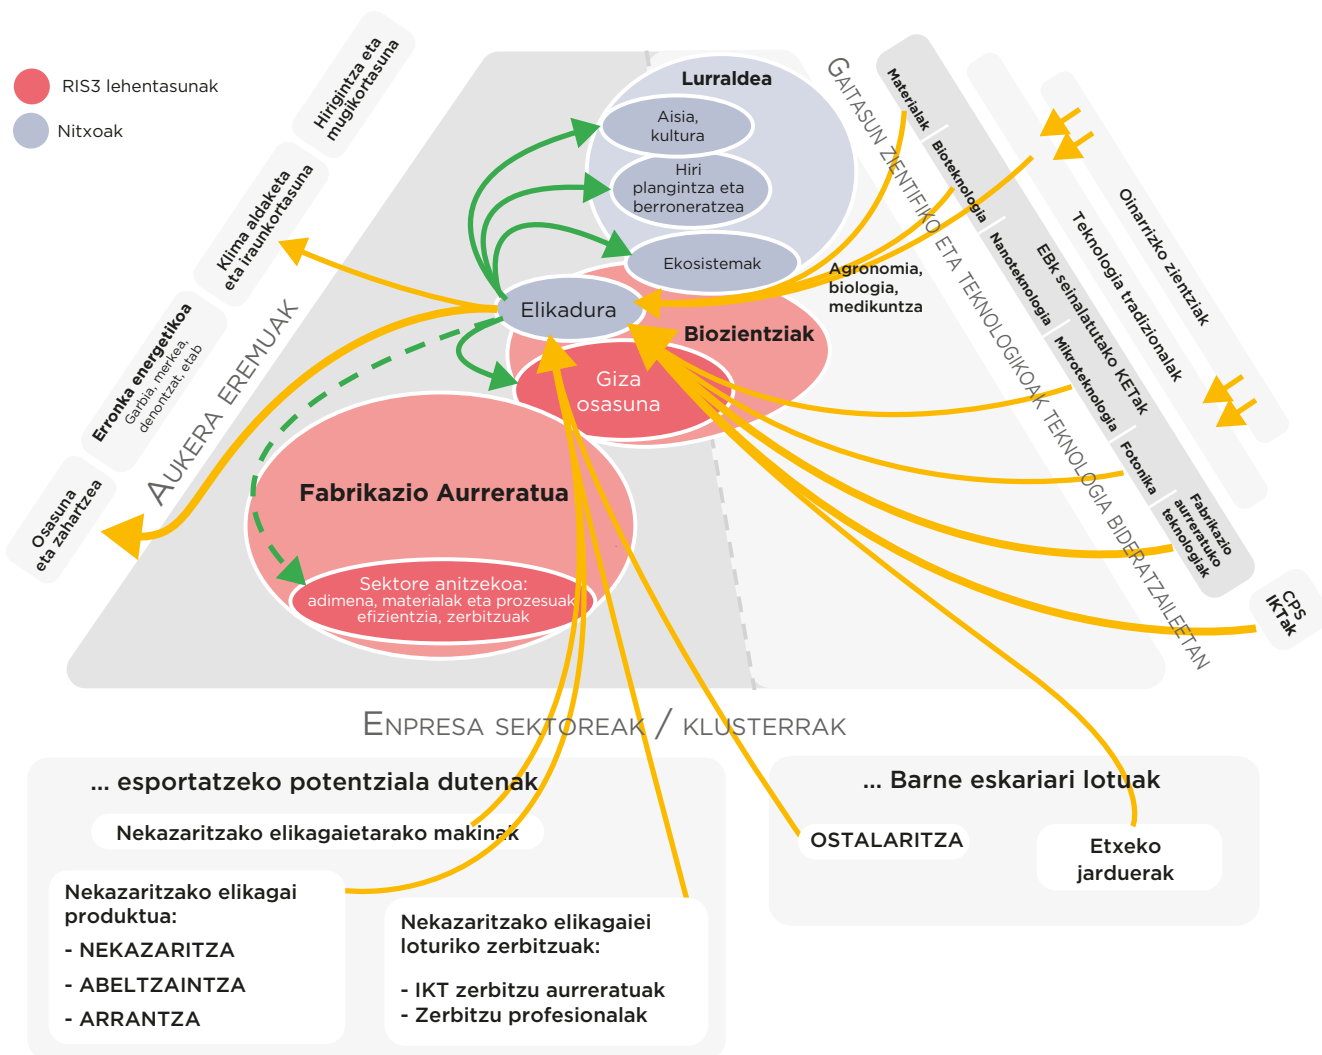 RIS3 lehentasunak
Nitxoak
Hirigintza eta
mugikortasuna
Klima aldaketa
eta iraunkortasuna
Erronka energetikoa
Garbia, merkea,
denontzat, etab
Osasuna
eta zahartzea
AUKERA EREMUAK
Lurraldea
Aisia,
kultura
Hiri
plangintza eta
berroneratzea
Ekosistemak
Elikadura
Biozientziak
Giza
osasuna
Fabrikazio Aurreratua
Sektore anitzekoa:
adimena, materialak eta prozesuak
efizientzia, zerbitzuak
Agronomia,
biologia,
medikuntza
GAITASUN ZIENTIFIKO ETA TEKNOLOGIKOAK TEKNOLOGIA BIDERATZAILEETAN
Materialak
Bioteknologia
Nanoteknologia
Mikroteknologia
Fotonika
Fabrikazio
aurreratuko
teknologiak
EBk seinalatutako KETak
Teknologia tradizionalak
Oinarrizko zientziak
CPS
IKTak
ENPRESA SEKTOREAK / KLUSTERRAK
... esportatzeko potentziala dutenak
Nekazaritzako elikagaietarako makinak
Nekazaritzako elikagai
produktua:
- NEKAZARITZA
- ABELTZAINTZA
- ARRANTZA
Nekazaritzako elikagaiei
loturiko zerbitzuak:
- IKT zerbitzu aurreratuak
- Zerbitzu profesionalak
... Barne eskariari lotuak
OSTALARITZA
Etxeko
jarduerak